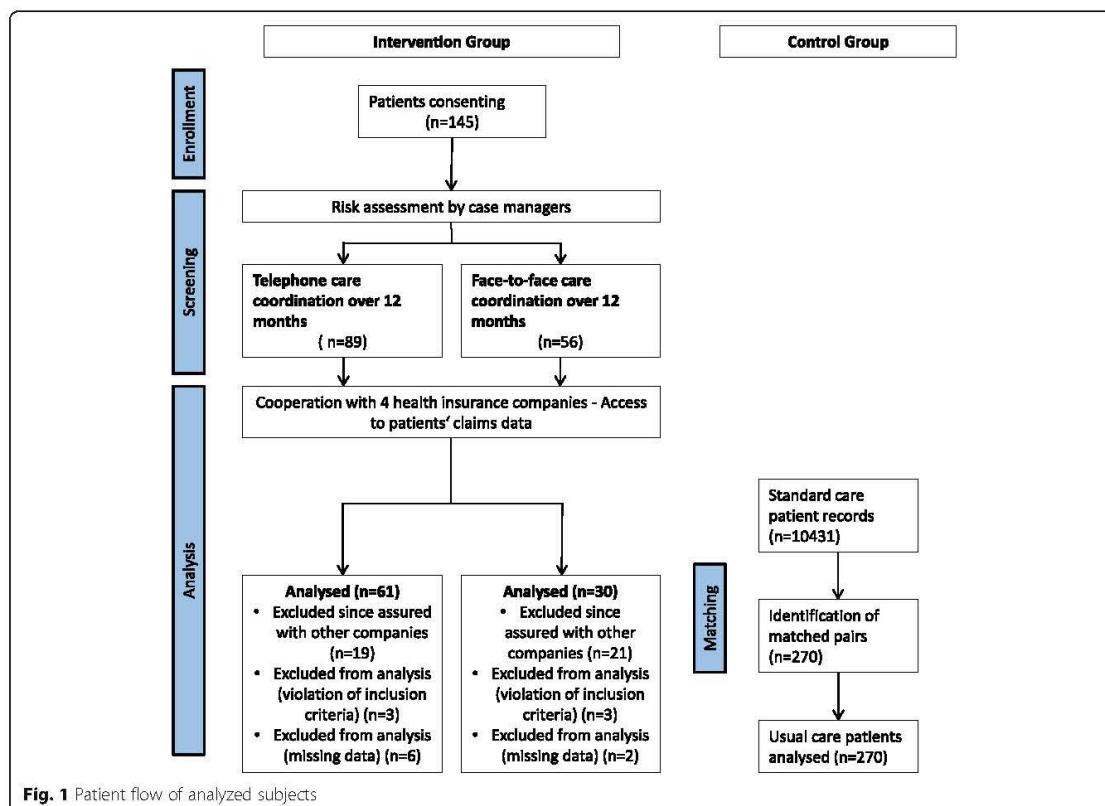 Intervention Group
Control Group
Enrollment
Patients consenting
(n=145)
Screening
Risk assessment by case managers
Telephone care
coordination over 12
months
( n=89)
Face-to-face care
coordination over 12
months
(n=56)
Analysis
Cooperation with 4 health insurance companies - Access
to patients‘ claims data
Analysed (n=61)
• Excluded since assured
with other companies
(n=19)
• Excluded from analysis
(violation of inclusion
criteria) (n=3)
• Excluded from analysis
(missing data) (n=6)
Analysed (n=30)
• Excluded since
assured with other
companies (n=21)
• Excluded from analysis
(violation of inclusion
criteria) (n=3)
• Excluded from analysis
(missing data) (n=2)
Matching
Standard care
patient records
(n=10431)
Identification of
matched pairs
(n=270)
Usual care patients
analysed (n=270)
Fig. 1 Patient flow of analyzed subjects